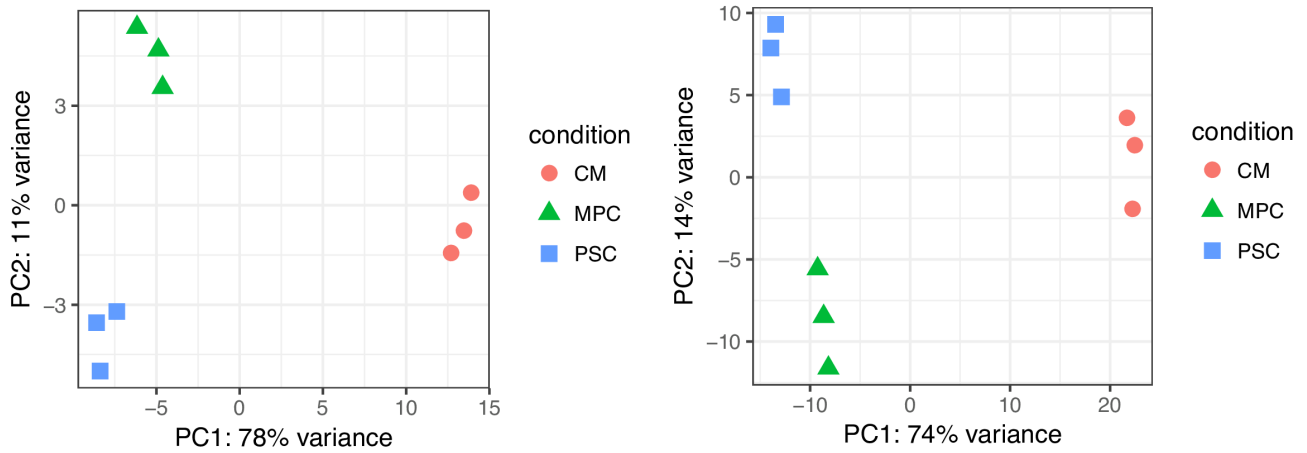 3
0
−3
−5
0
5
10
15
PC1: 78% variance
PC2: 11% variance
condition
CM
MPC
PSC
10
5
0
−5
−10
−10
0
10
20
PC1: 74% variance
PC2: 14% variance
condition
CM
MPC
PSC